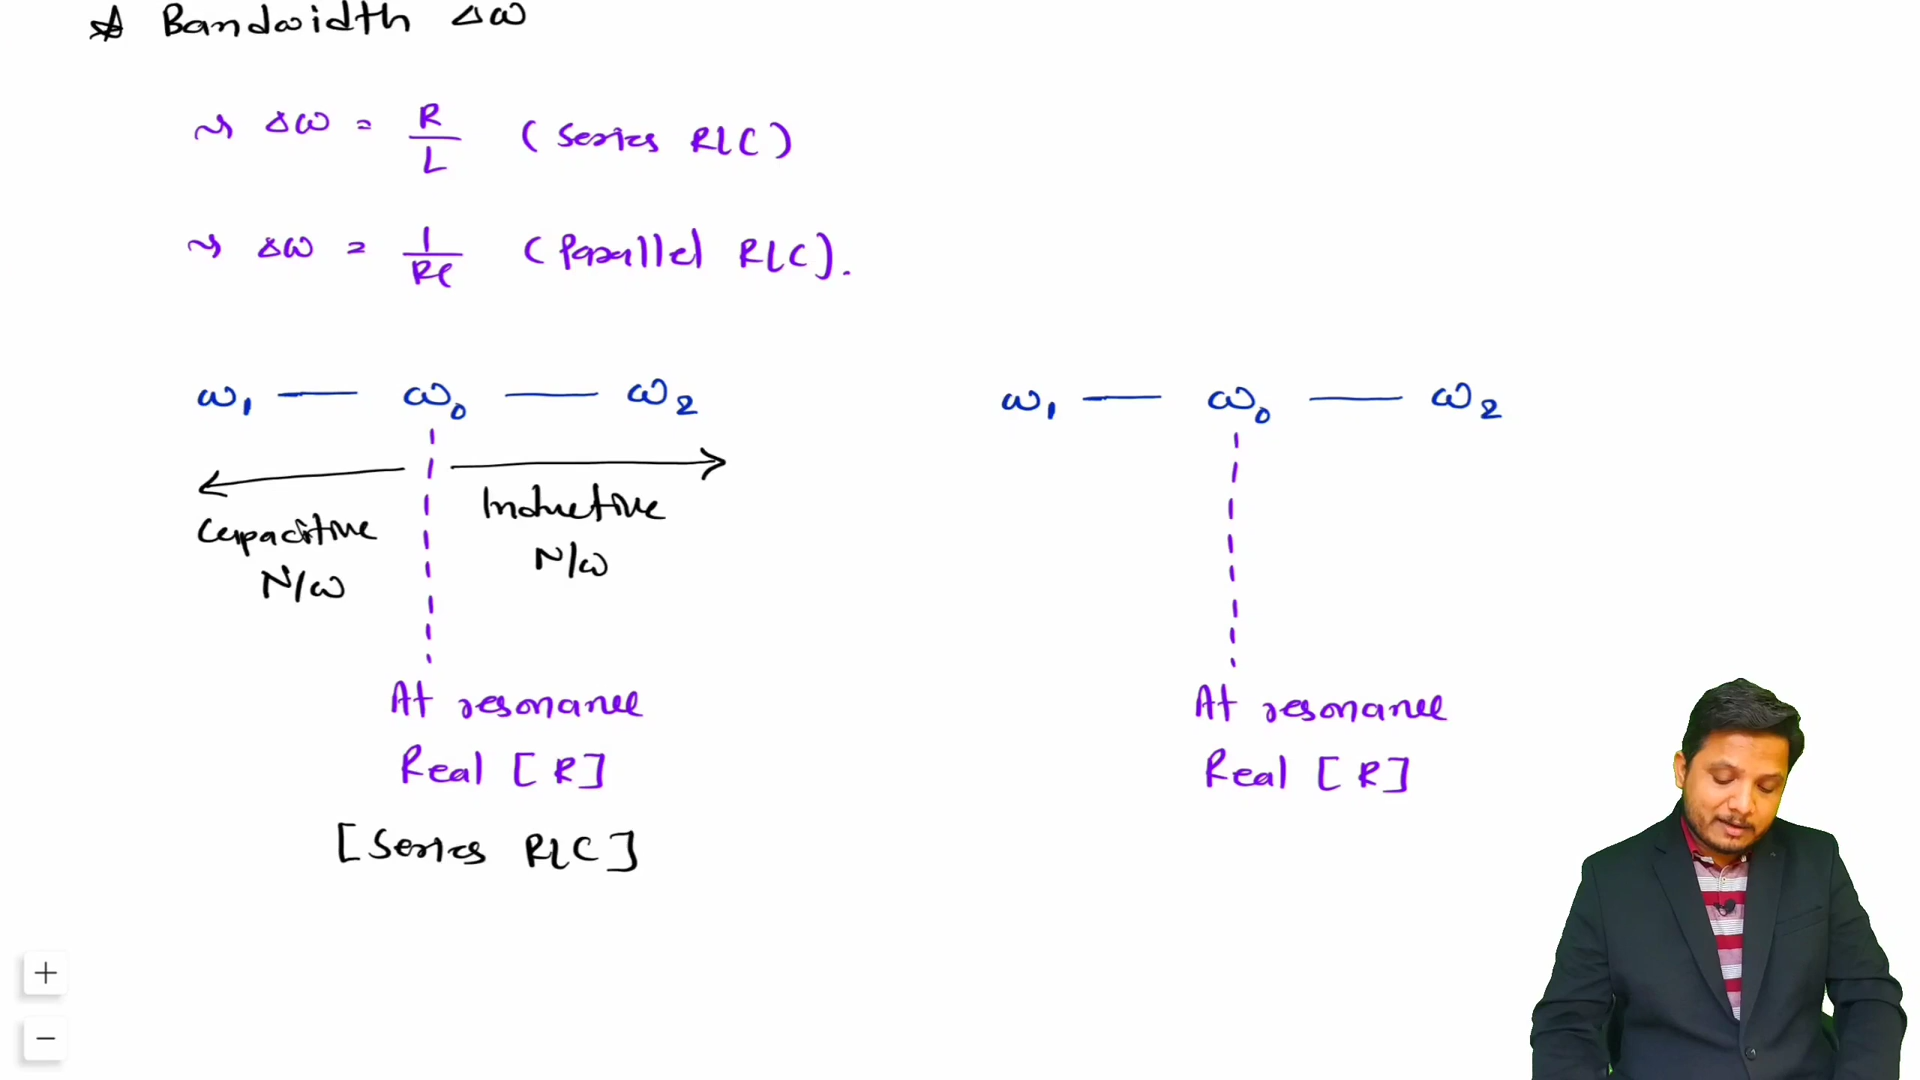 * Bandwidth Δω
~> Δω = R/L (Series RLC)
~> Δω = 1/RC (Parallel RLC).
ω₁ — ω₀ — ω₂
Capacitive N/ω
Inductive N/ω
At resonance
Real [R]
[Series RLC]
ω₁ — ω₀ — ω₂
At resonance
Real [R]
+
−